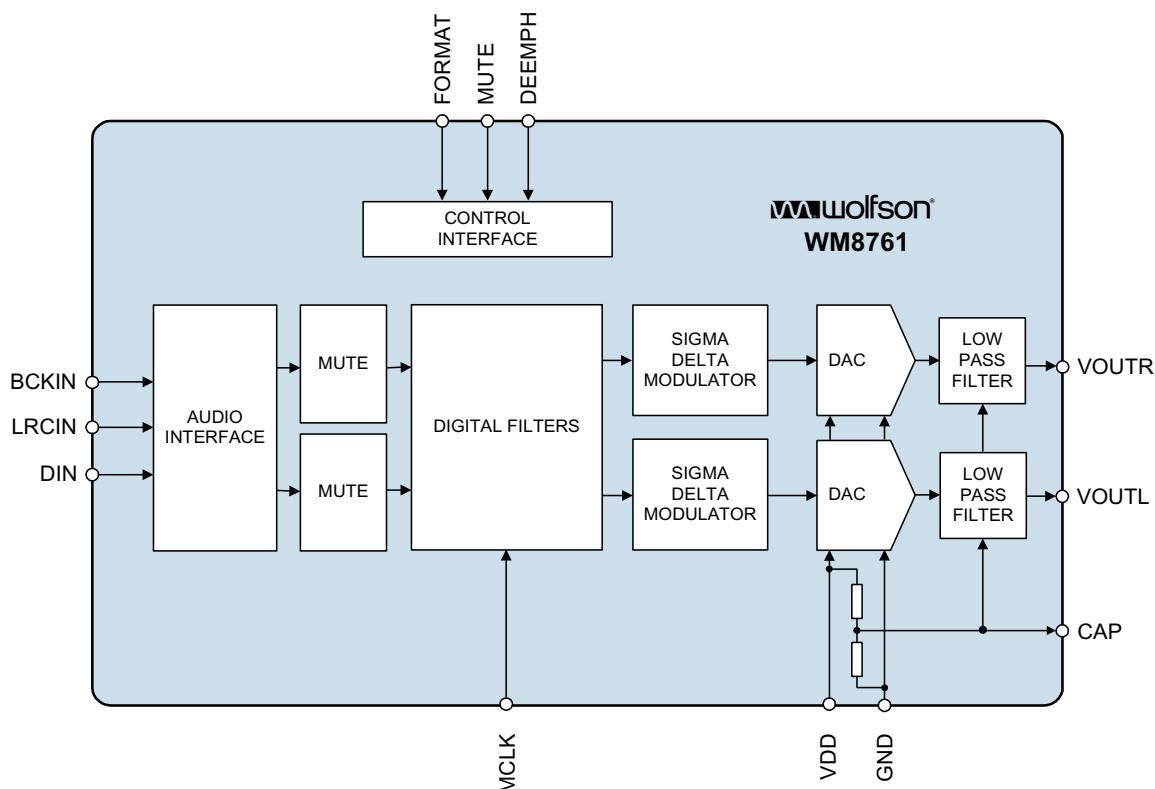 FORMAT
MUTE
DEEMPH
CONTROL
INTERFACE
wolfson®
WM8761
BCKIN
LRCIN
DIN
AUDIO
INTERFACE
MUTE
MUTE
DIGITAL FILTERS
SIGMA
DELTA
MODULATOR
SIGMA
DELTA
MODULATOR
DAC
DAC
LOW
PASS
FILTER
LOW
PASS
FILTER
VOUTR
VOUTL
CAP
MCLK
VDD
GND